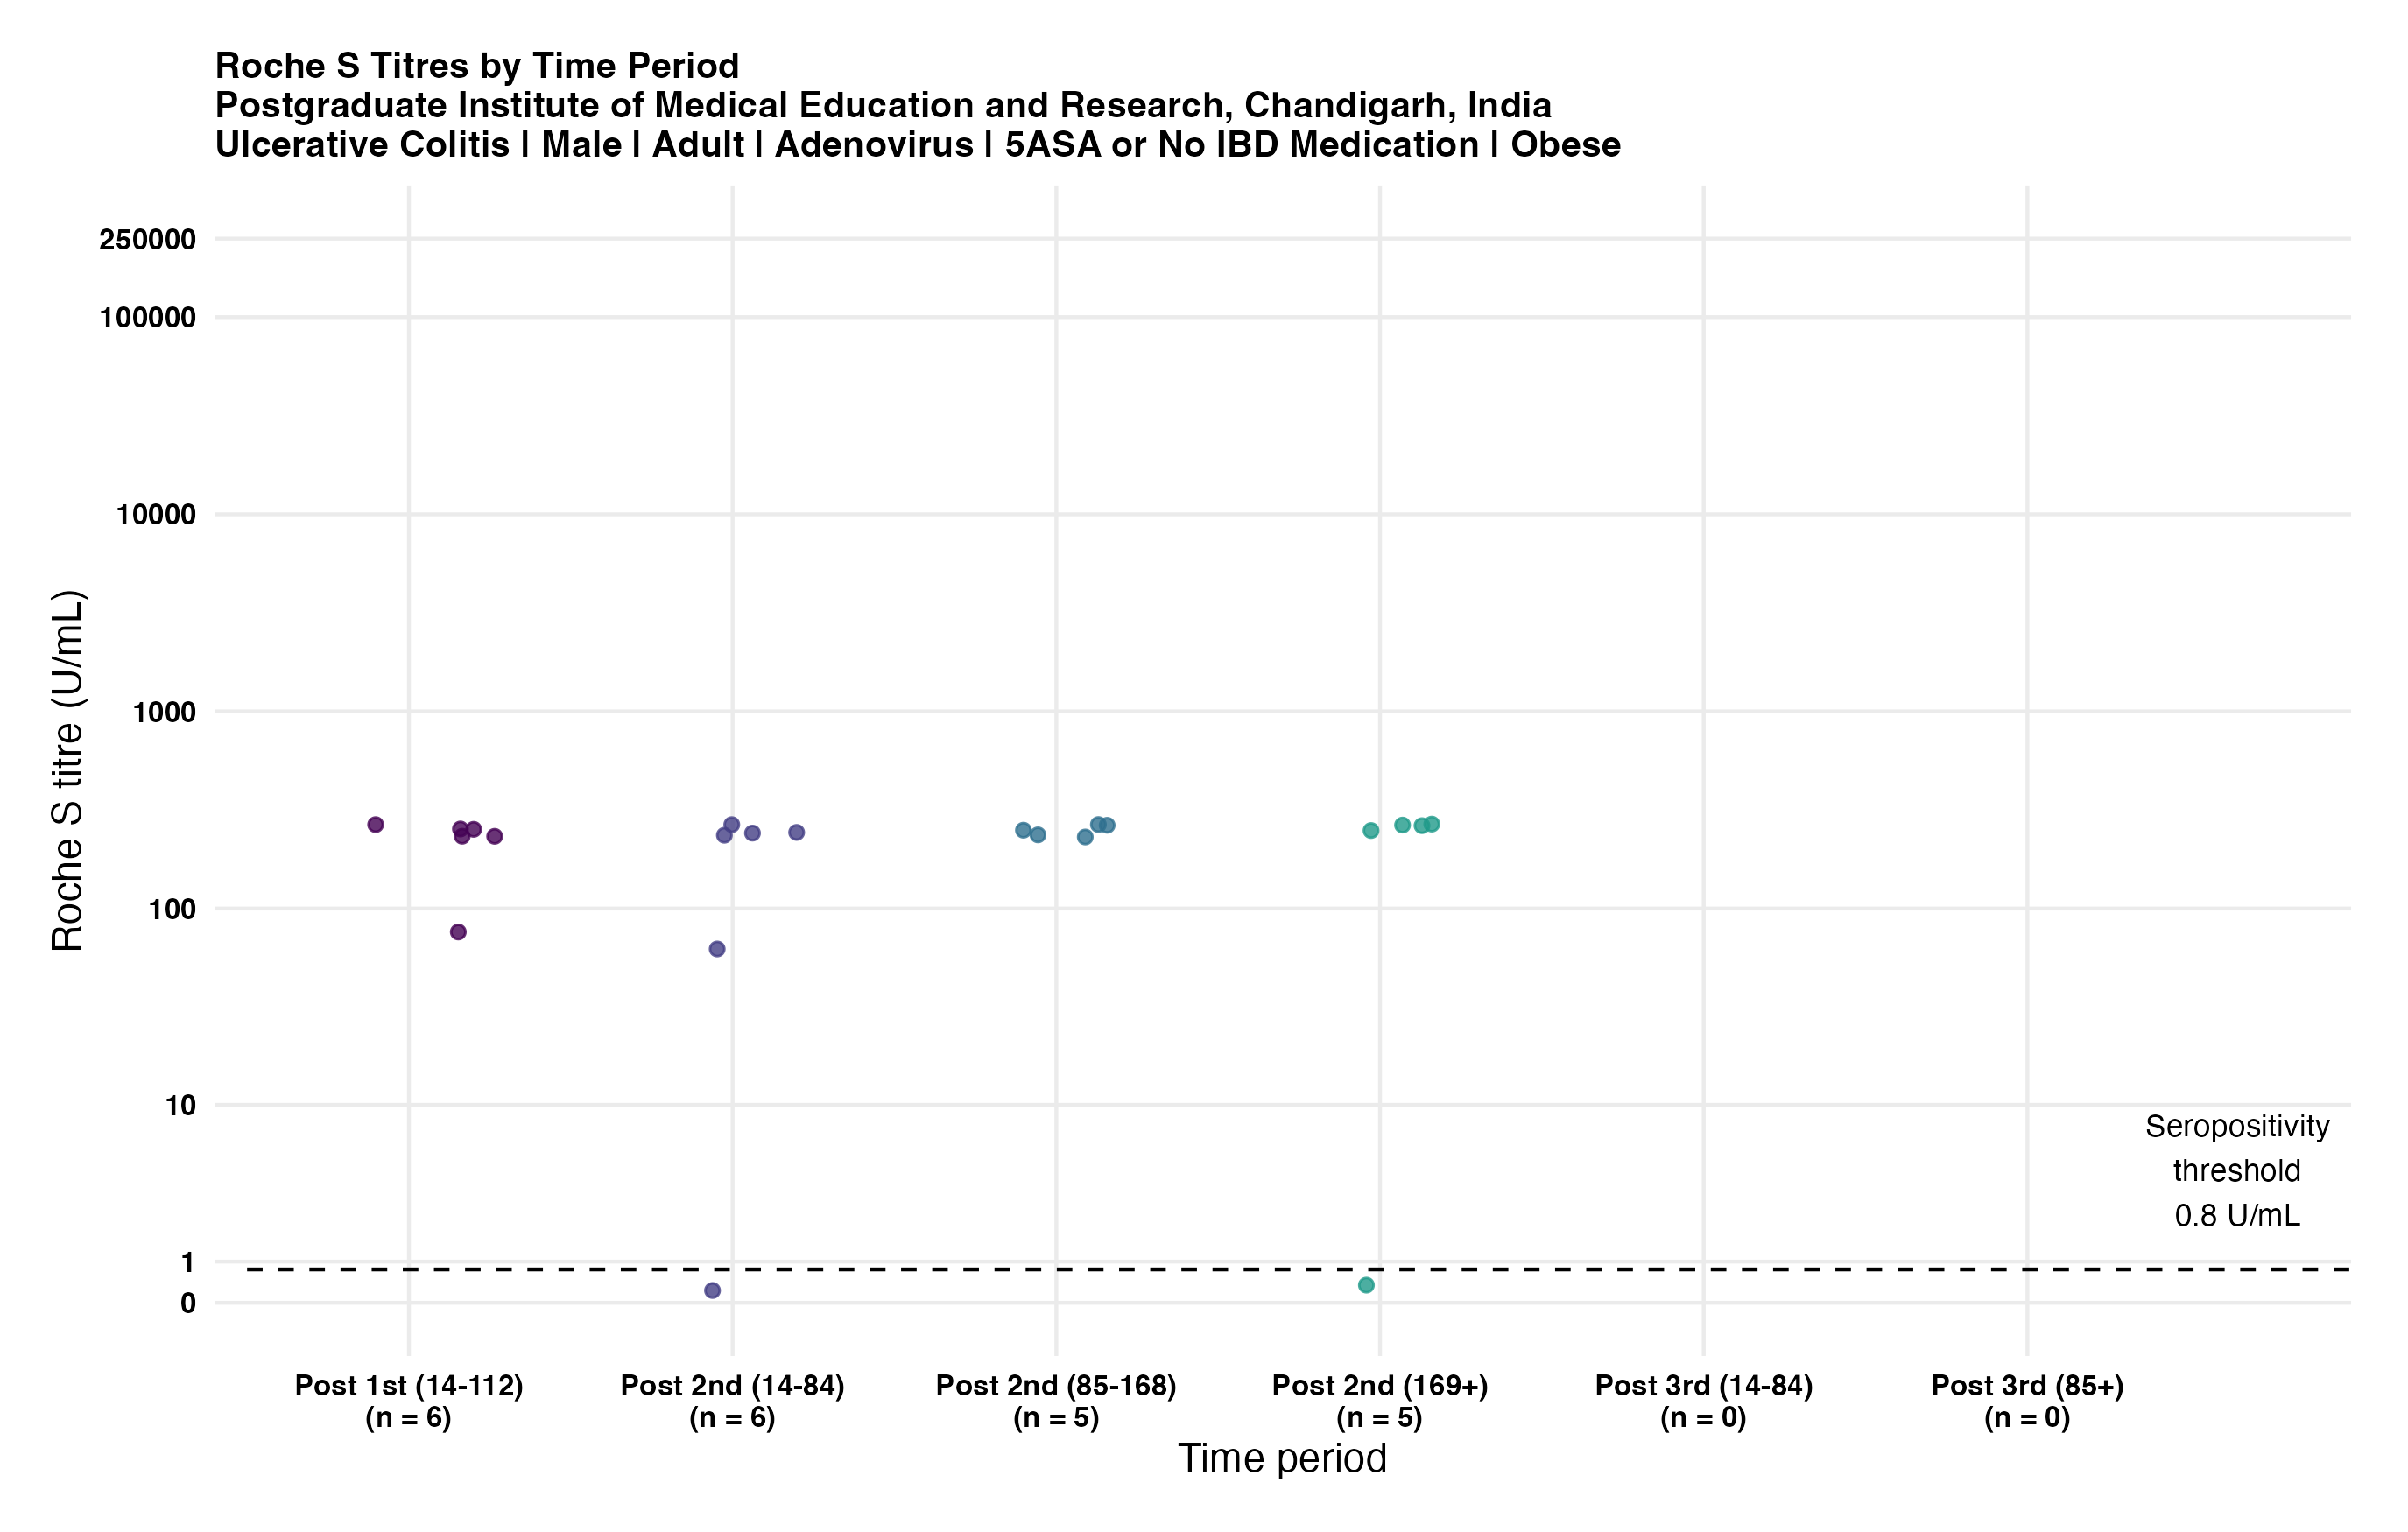 Roche S Titres by Time Period
Postgraduate Institute of Medical Education and Research, Chandigarh, India
Ulcerative Colitis | Male | Adult | Adenovirus | 5ASA or No IBD Medication | Obese
250000
100000
10000
1000
100
10
1
0
Roche S titre (U/mL)
Seropositivity
threshold
0.8 U/mL
Post 1st (14-112)
(n = 6)
Post 2nd (14-84)
(n = 6)
Post 2nd (85-168)
(n = 5)
Post 2nd (169+)
(n = 5)
Post 3rd (14-84)
(n = 0)
Post 3rd (85+)
(n = 0)
Time period